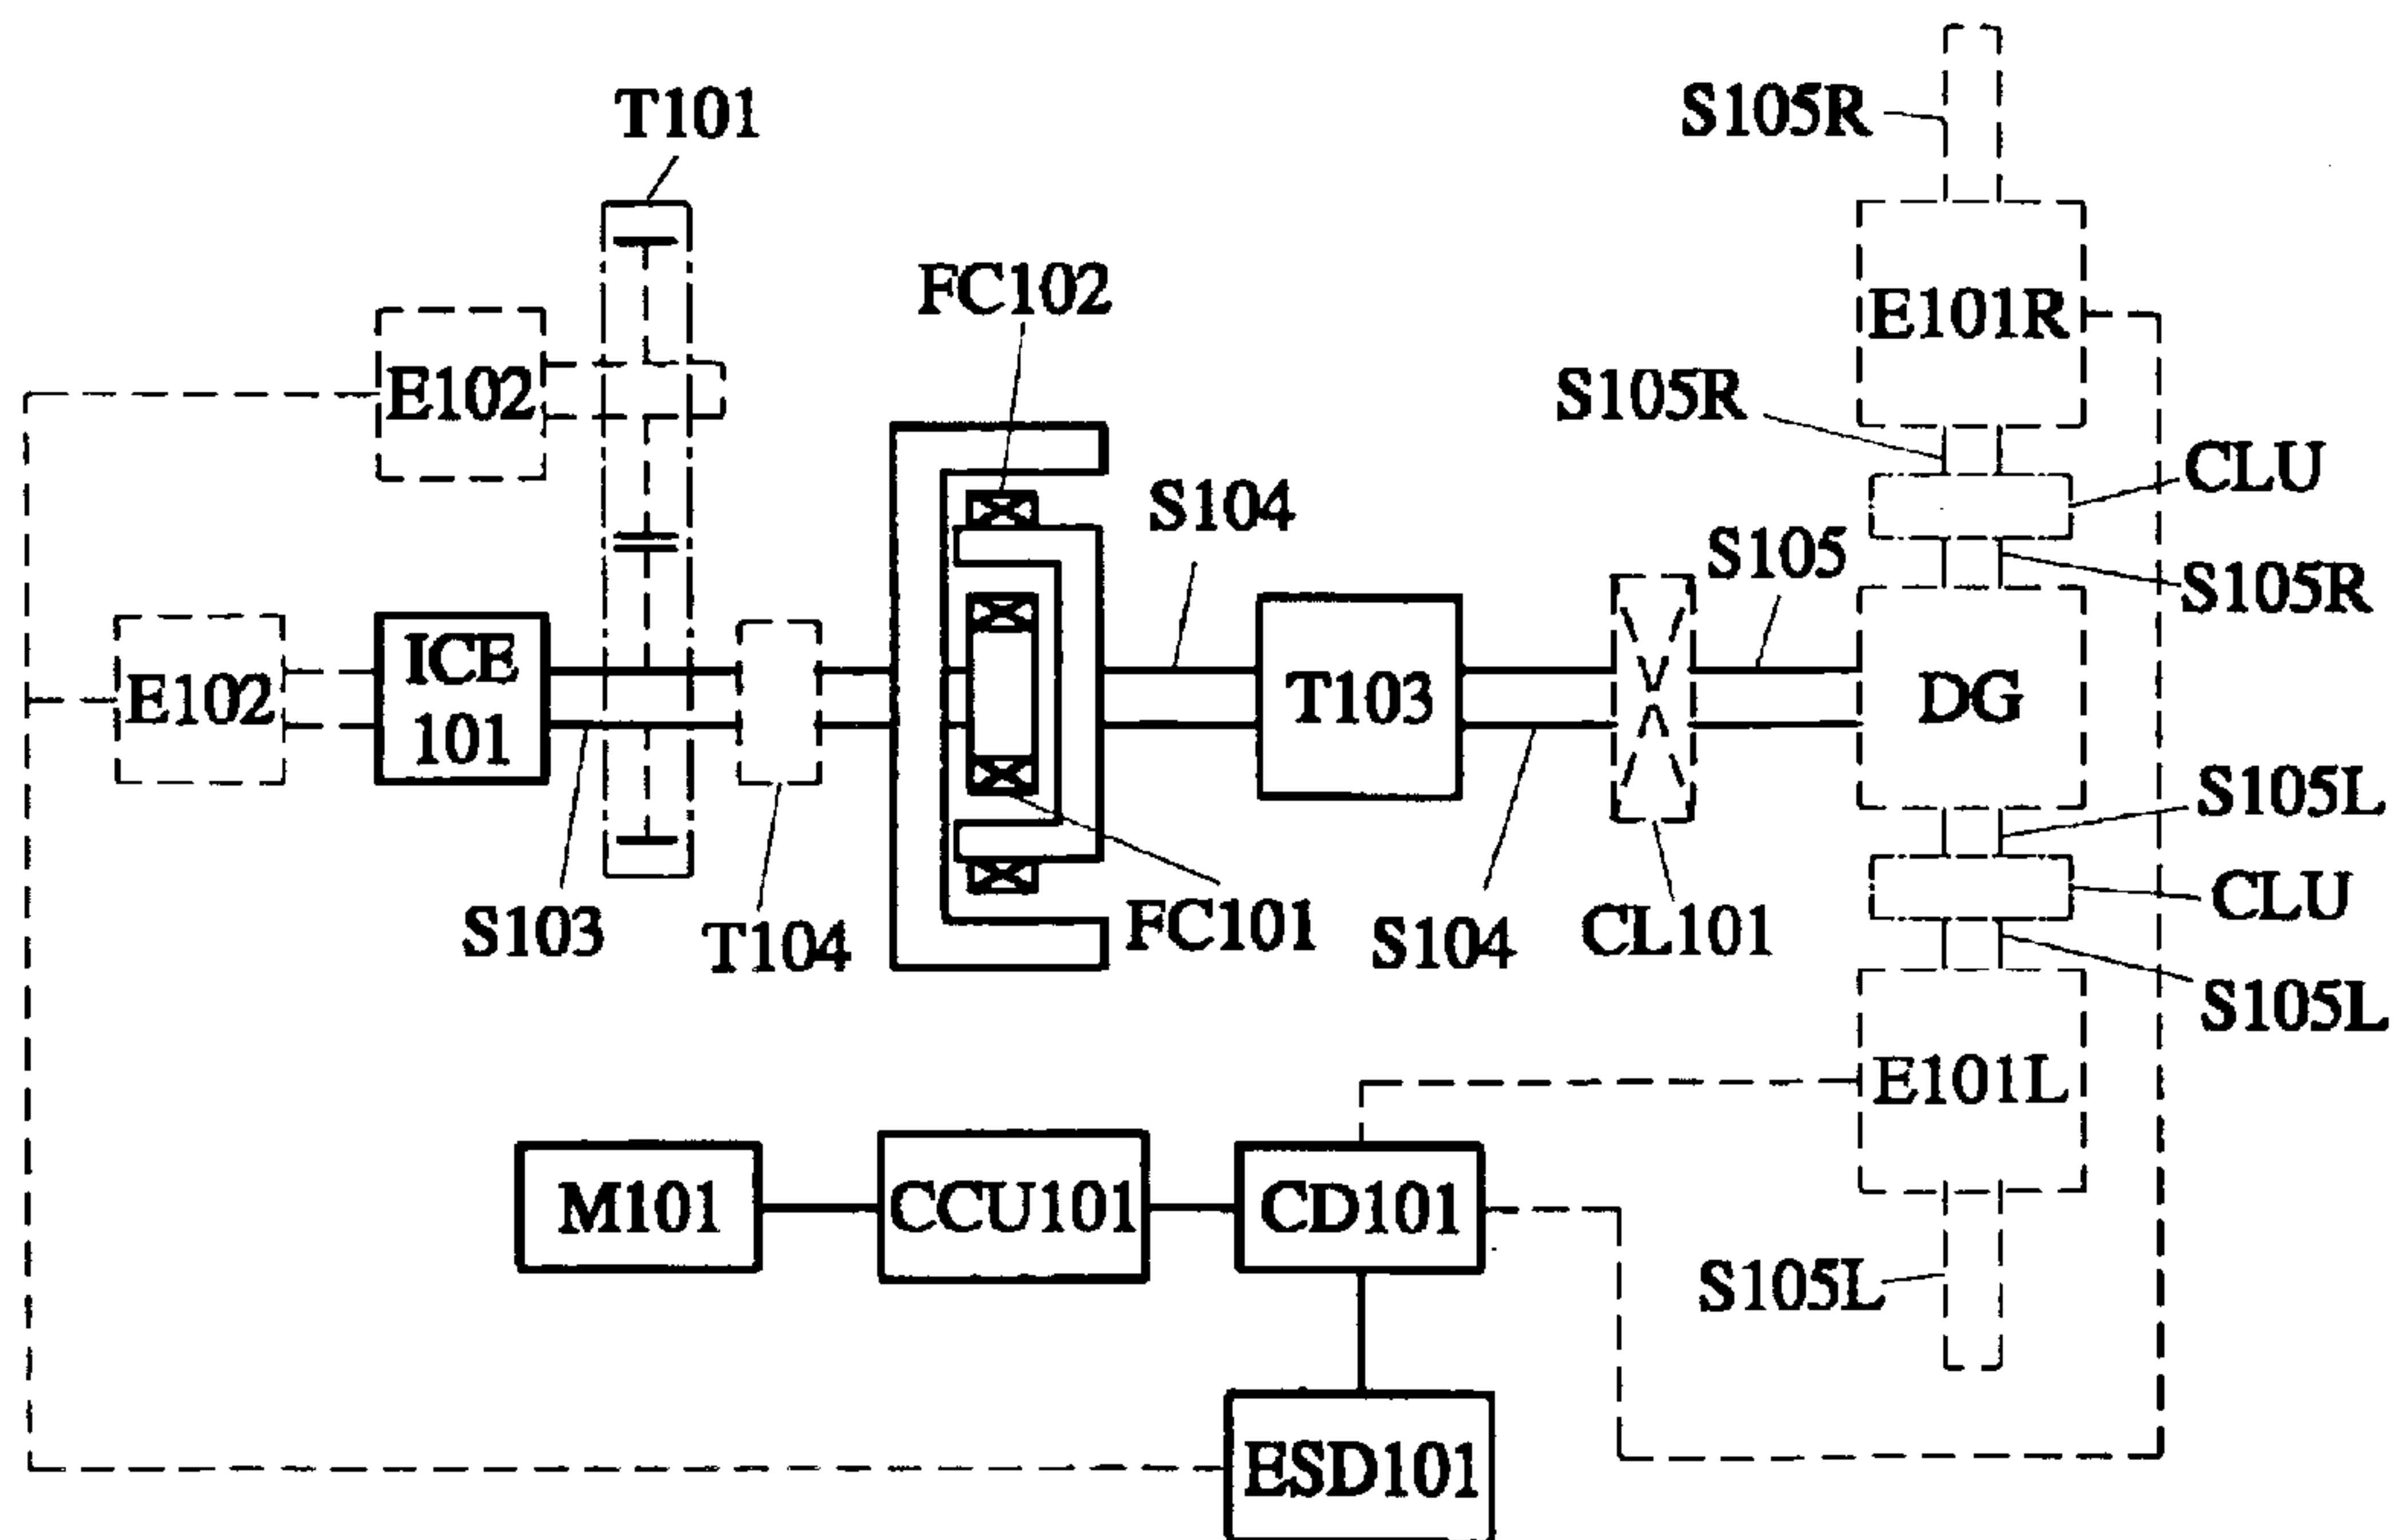 T101
S105R
FC102
E101R
E102
S105R
CLU
S104
S105
S105R
ICE
101
E102
T103
DG
S105L
CLU
S103
T104
FC101
S104
CL101
S105L
E101L
M101
CCU101
CD101
S105L
ESD101